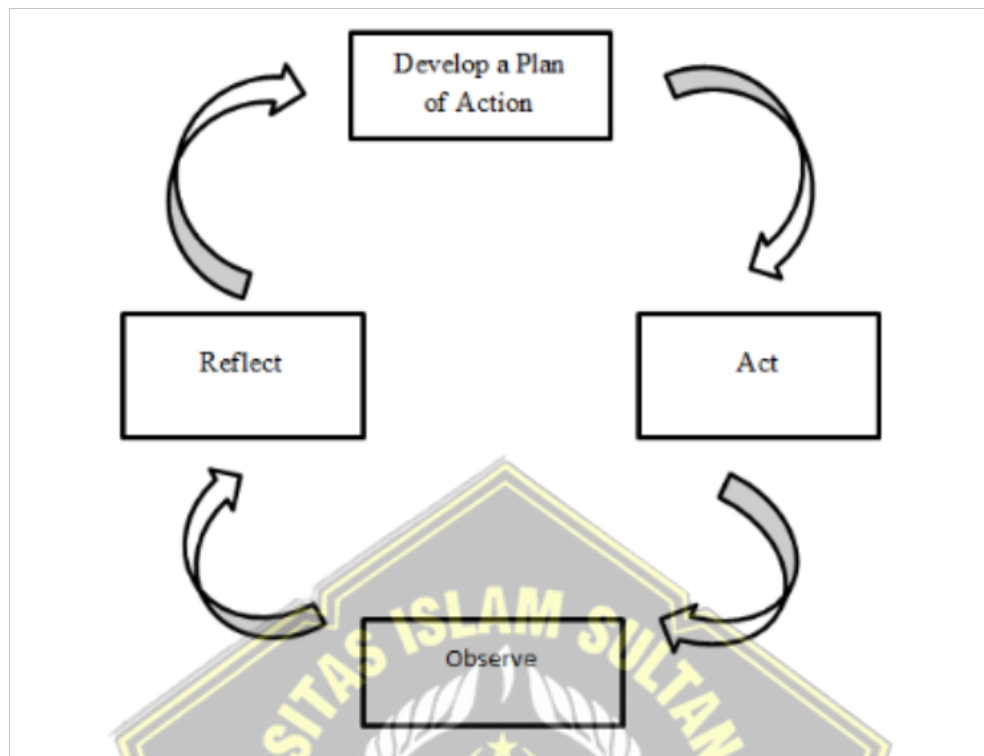 Develop a Plan
of Action
Reflect
Act
SITAS ISLAM SULTAN
Observe